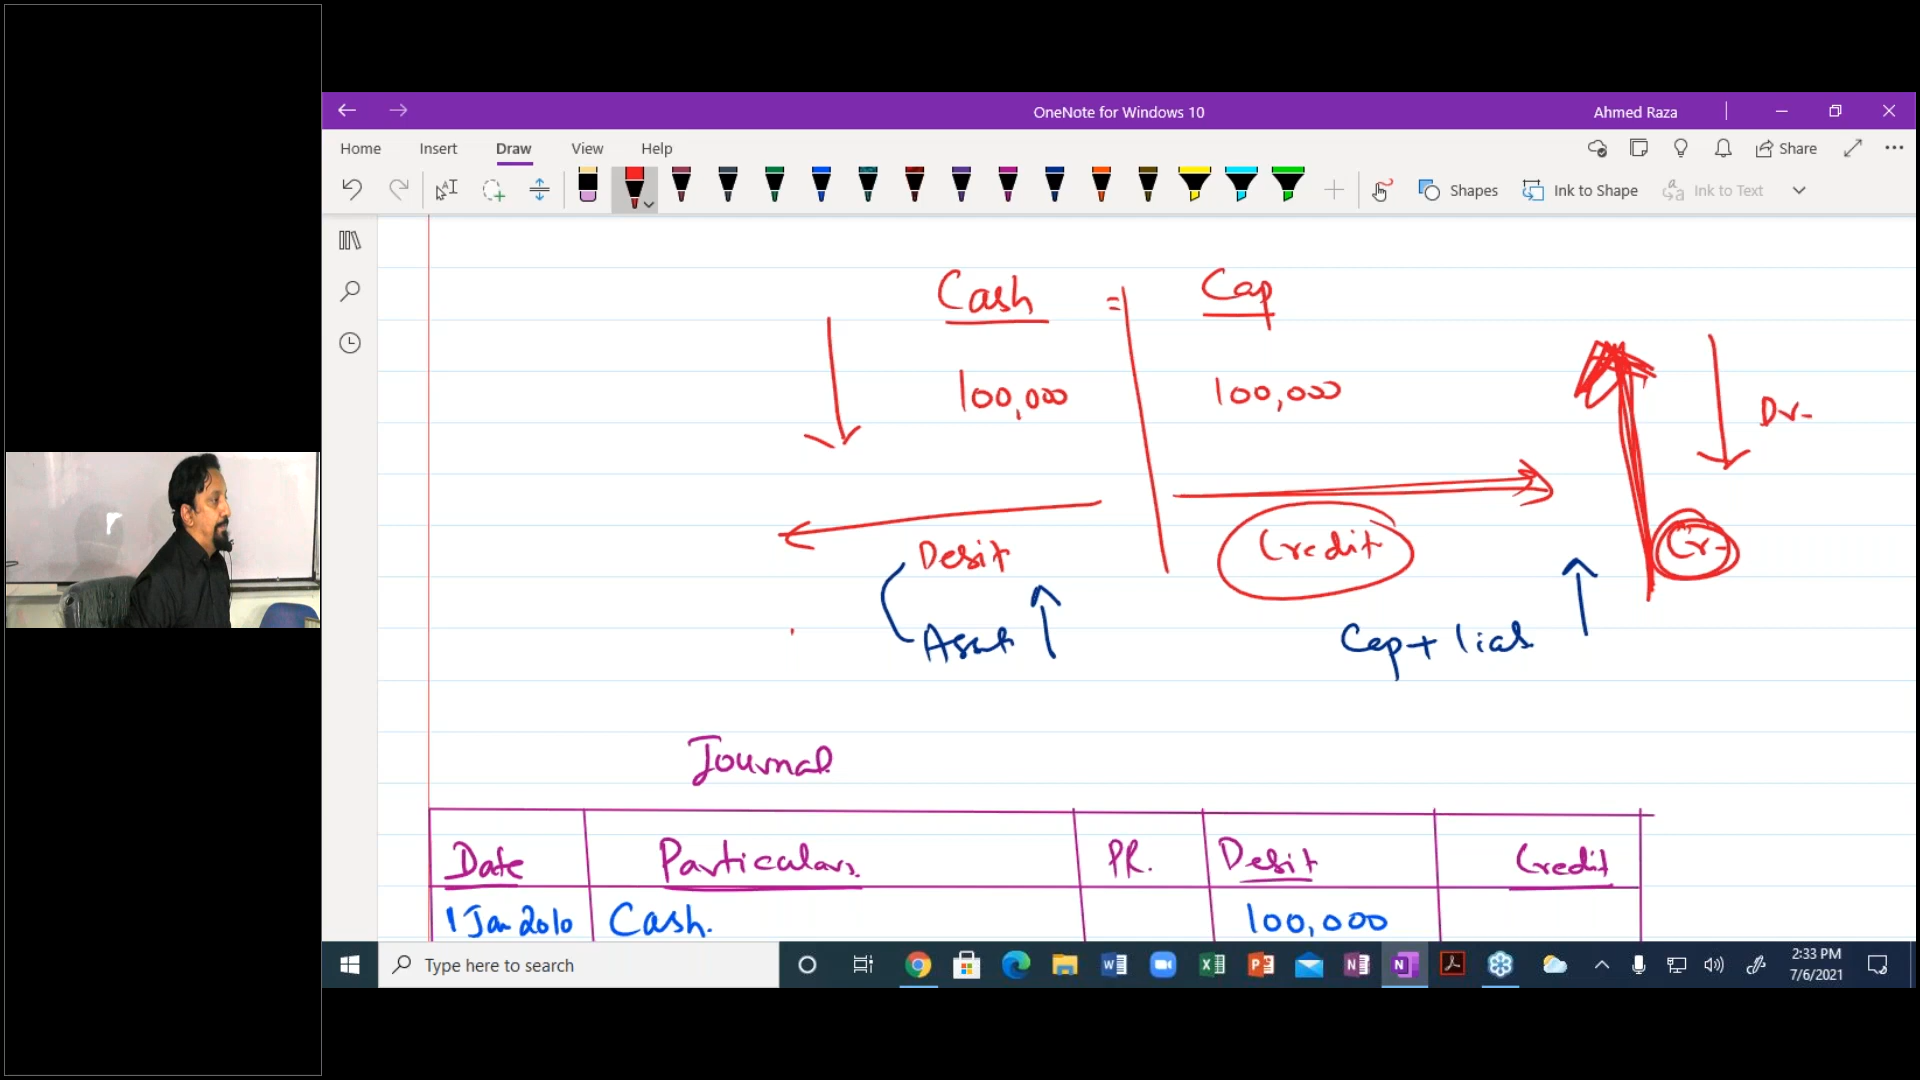 OneNote for Windows 10
Ahmed Raza
Home Insert Draw View Help
Share
Shapes Ink to Shape Ink to Text
Cash = Cap
100,000 100,000
Dr-
Debit Credit Cr-
Asset Cap + liab
Journal
Date Particulars. PR. Debit Credit
1 Jan 2010 Cash. 100,000
Type here to search
2:33 PM
7/6/2021